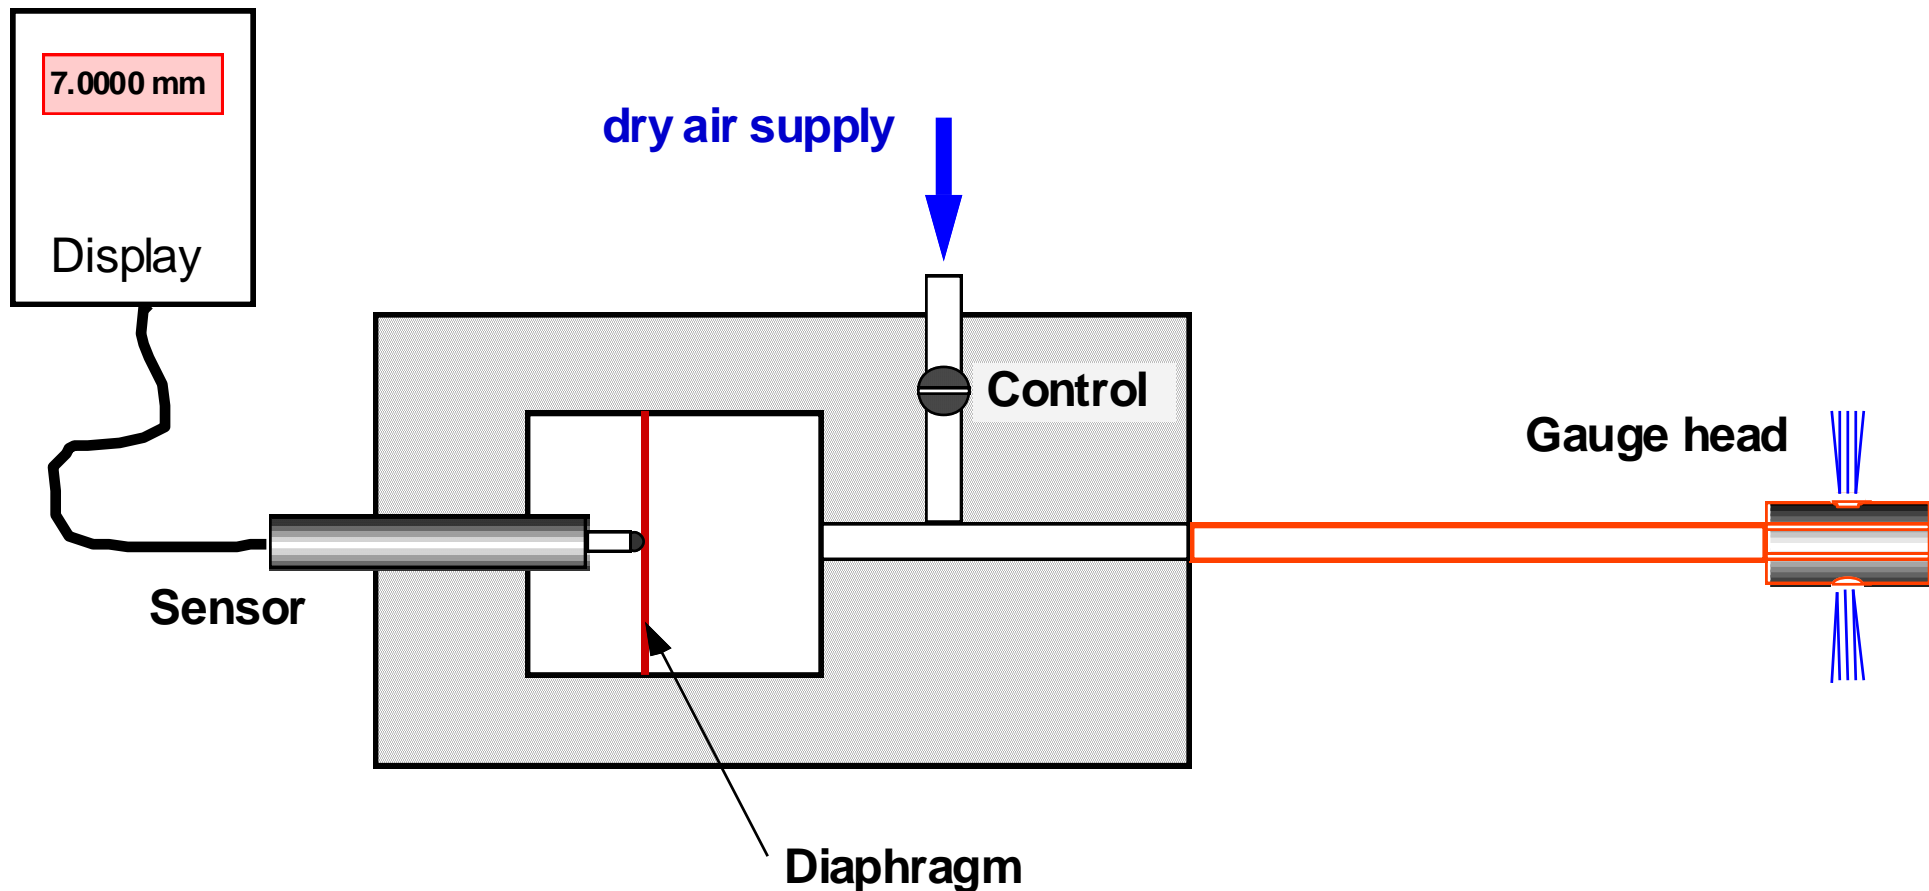 7.0000 mm
dry air supply
Display
Control
Gauge head
Sensor
Diaphragm